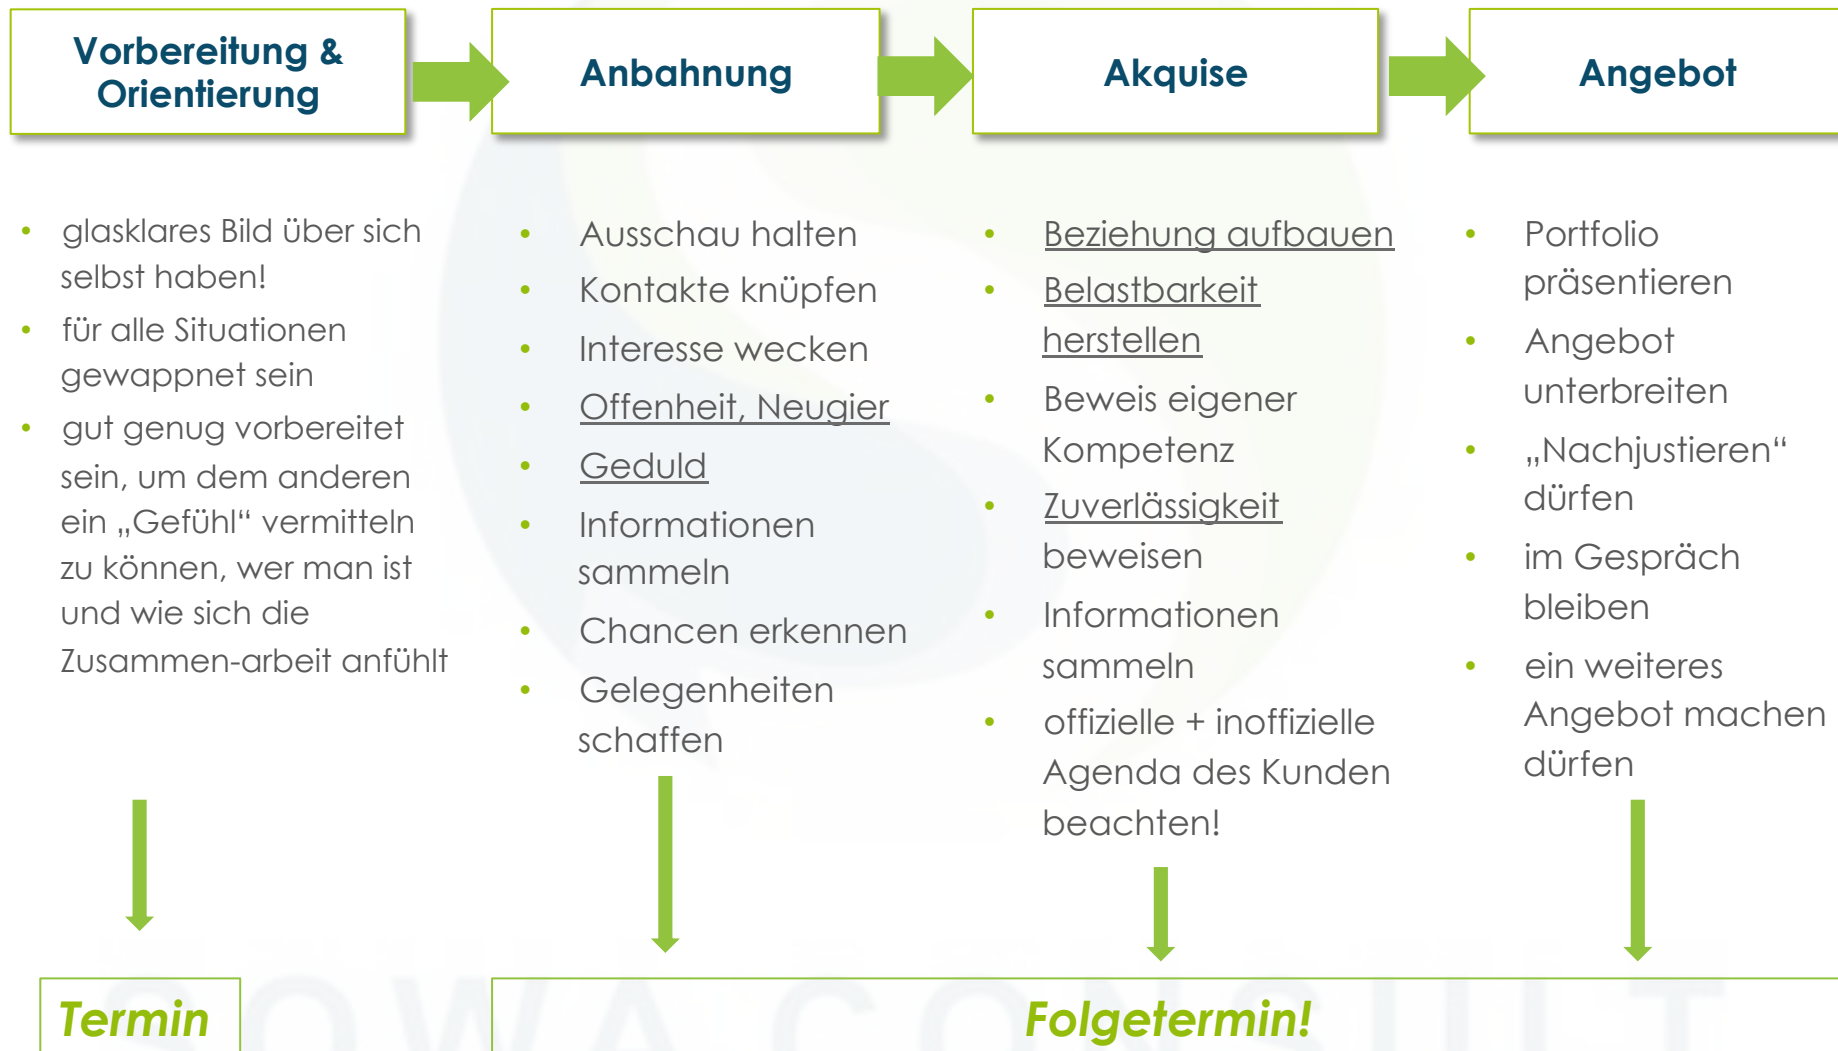 Vorbereitung &
Orientierung
Anbahnung
Akquise
Angebot
• glasklares Bild über sich
selbst haben!
• für alle Situationen
gewappnet sein
• gut genug vorbereitet
sein, um dem anderen
ein „Gefühl“ vermitteln
zu können, wer man ist
und wie sich die
Zusammen-arbeit anfühlt
• Ausschau halten
• Kontakte knüpfen
• Interesse wecken
• Offenheit, Neugier
• Geduld
• Informationen
sammeln
• Chancen erkennen
• Gelegenheiten
schaffen
• Beziehung aufbauen
• Belastbarkeit
herstellen
• Beweis eigener
Kompetenz
• Zuverlässigkeit
beweisen
• Informationen
sammeln
• offizielle + inoffizielle
Agenda des Kunden
beachten!
• Portfolio
präsentieren
• Angebot
unterbreiten
• „Nachjustieren“
dürfen
• im Gespräch
bleiben
• ein weiteres
Angebot machen
dürfen
Termin
Folgetermin!
SOWA CONSULT